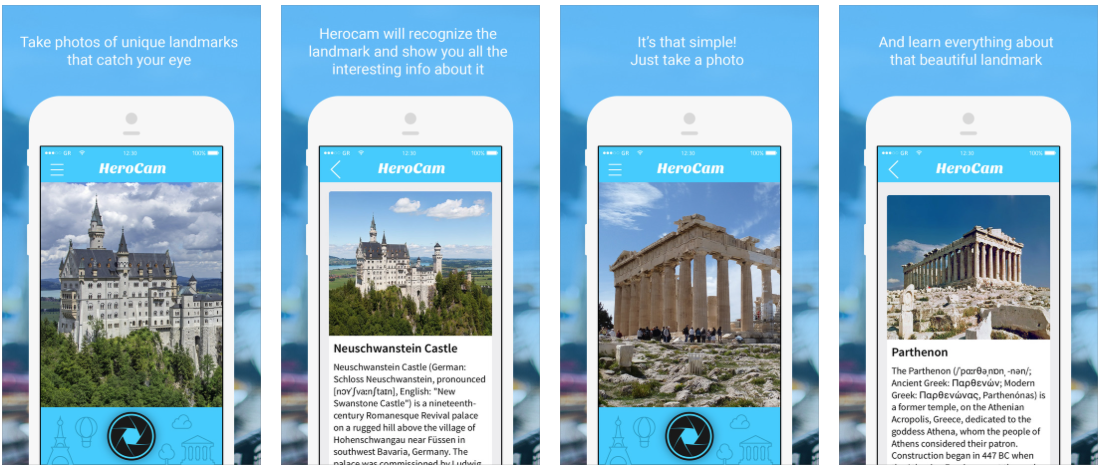 Take photos of unique landmarks
that catch your eye
GR
12:30
100%
HeroCam
Herocam will recognize the
landmark and show you all the
interesting info about it
GR
12:30
100%
HeroCam
Neuschwanstein Castle
Neuschwanstein Castle (German:
Schloss Neuschwanstein, pronounced
[nɔʏˈʃvaːnʃtaɪn], English: "New
Swanstone Castle") is a nineteenth-
century Romanesque Revival palace
on a rugged hill above the village of
Hohenschwangau near Füssen in
southwest Bavaria, Germany. The
palace was commissioned by Ludwig
It's that simple!
Just take a photo
GR
12:30
100%
HeroCam
And learn everything about
that beautiful landmark
GR
12:30
100%
HeroCam
Parthenon
The Parthenon (/ˈpɑːrθəˌnɒn, -nən/;
Ancient Greek: Παρθενών; Modern
Greek: Παρθενώνας, Parthenónas) is
a former temple, on the Athenian
Acropolis, Greece, dedicated to the
goddess Athena, whom the people of
Athens considered their patron.
Construction began in 447 BC when